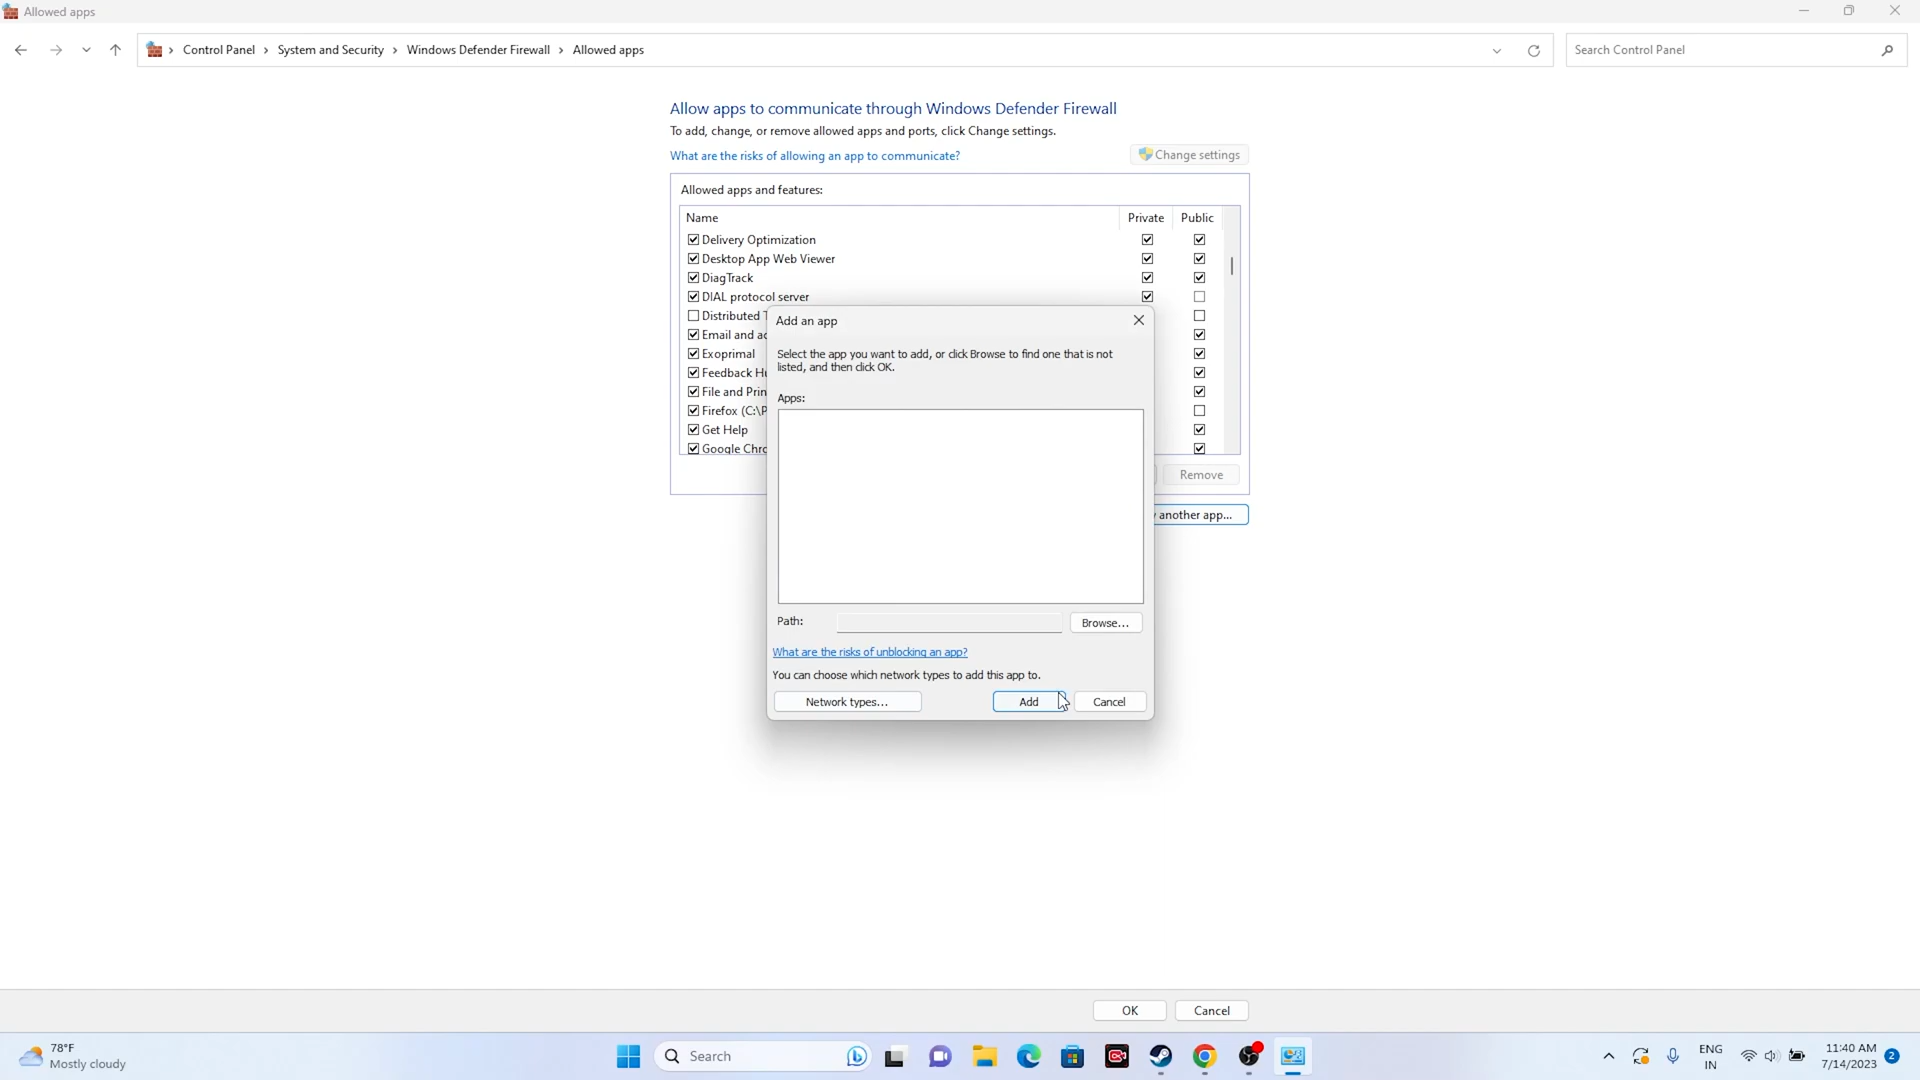 Allowed apps
Control Panel > System and Security > Windows Defender Firewall > Allowed apps
Search Control Panel
Allow apps to communicate through Windows Defender Firewall
To add, change, or remove allowed apps and ports, click Change settings.
What are the risks of allowing an app to communicate?
Change settings
Allowed apps and features:
Name Private Public
Delivery Optimization
Desktop App Web Viewer
DiagTrack
DIAL protocol server
Distributed T
Email and ac
Exoprimal
Feedback Hu
File and Prin
Firefox (C:\P
Get Help
Google Chro
Remove
another app...
Add an app
Select the app you want to add, or click Browse to find one that is not
listed, and then click OK.
Apps:
Path:
Browse...
What are the risks of unblocking an app?
You can choose which network types to add this app to.
Network types... Add Cancel
OK Cancel
78°F
Mostly cloudy
Search
ENG
IN
11:40 AM
7/14/2023
2